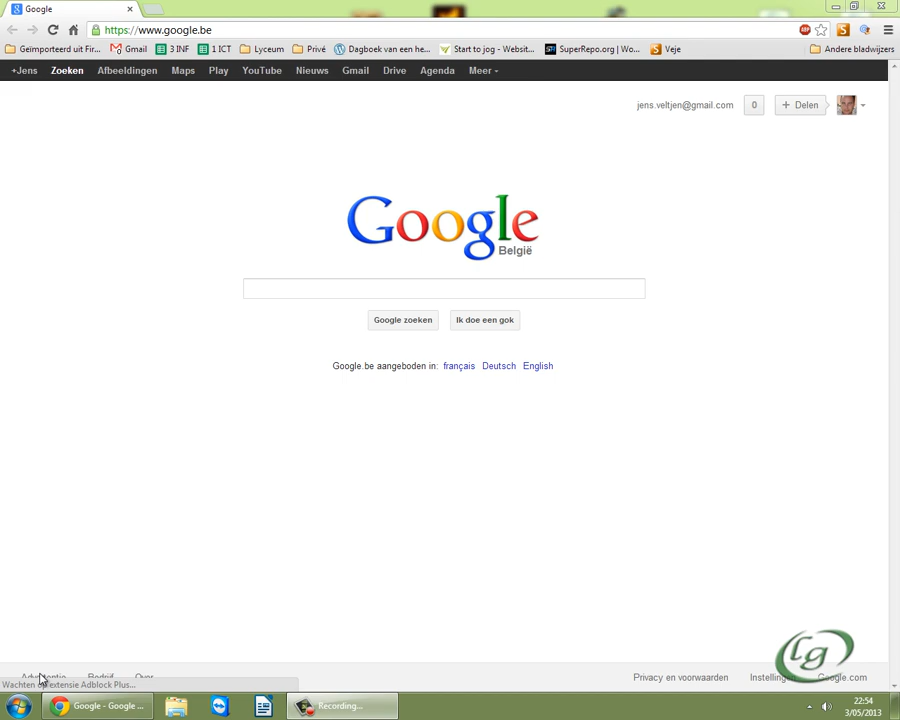 Google
https://www.google.be
Geïmporteerd uit Fir... Gmail 3 INF 1 ICT Lyceum Privé Dagboek van een he... Start to jog - Websit... SuperRepo.org | Wo... Veje Andere bladwijzers
+Jens Zoeken Afbeeldingen Maps Play YouTube Nieuws Gmail Drive Agenda Meer
jens.veltjen@gmail.com 0 + Delen
Google
België
Google zoeken Ik doe een gok
Google.be aangeboden in: français Deutsch English
lg
Advertentie Bedrijf Over Privacy en voorwaarden Instellingen Google.com
Wachten op extensie Adblock Plus...
Google - Google ... Recording... 22:54
3/05/2013